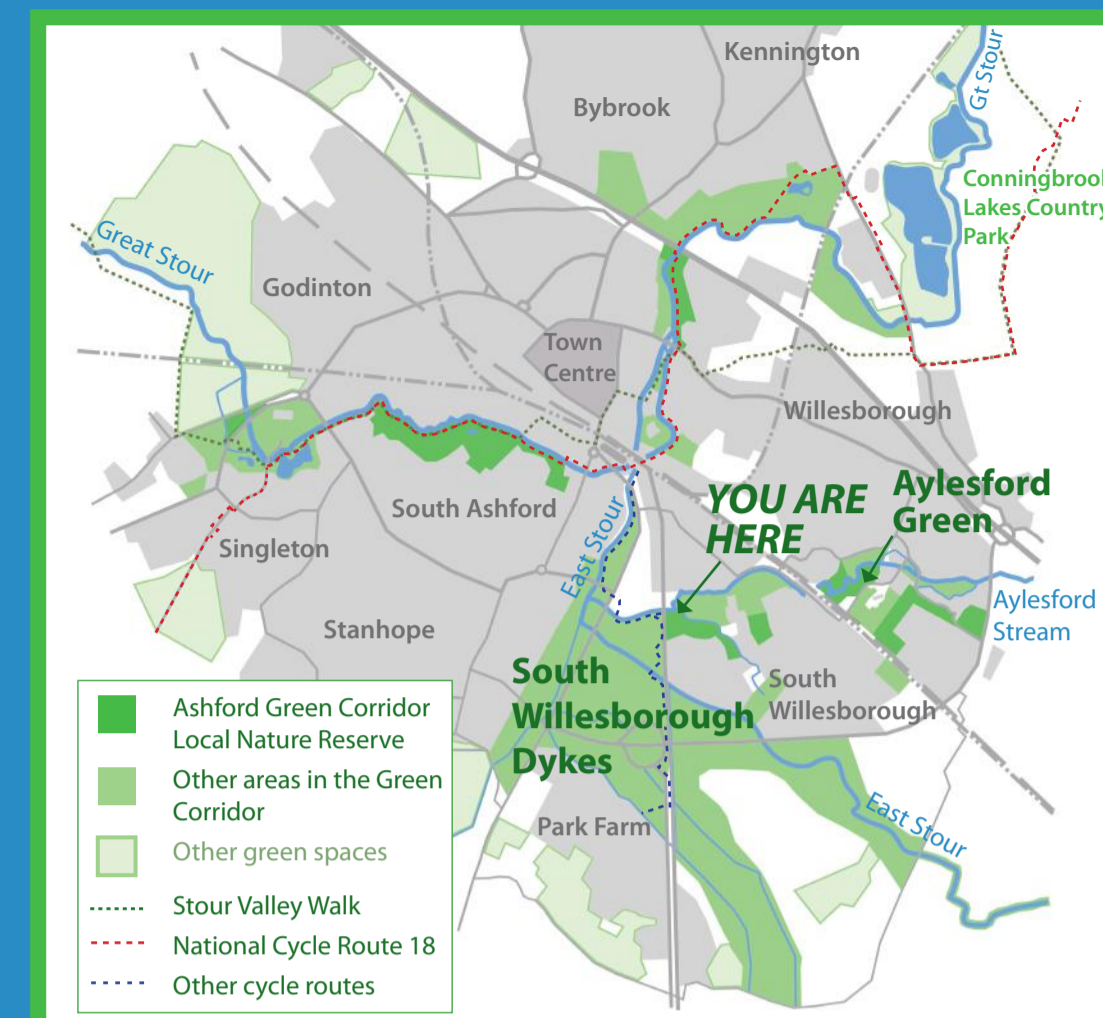 Kennington
Gt Stour
Bybrook
Conningbrook
Lakes Country
Park
Great Stour
Godinton
Town
Centre
Willesborough
YOU ARE
HERE
Aylesford
Green
South Ashford
East Stour
Singleton
Aylesford
Stream
Stanhope
South
Willesborough
Dykes
South
Willesborough
East Stour
Park Farm
Ashford Green Corridor
Local Nature Reserve
Other areas in the Green
Corridor
Other green spaces
Stour Valley Walk
National Cycle Route 18
Other cycle routes